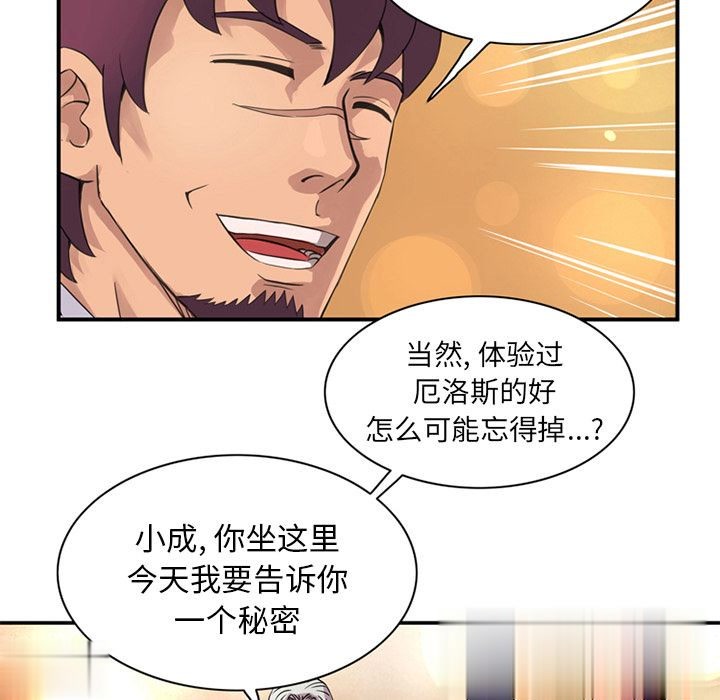 当然, 体验过
厄洛斯的好
怎么可能忘得掉...?
小成, 你坐这里
今天我要告诉你
一个秘密